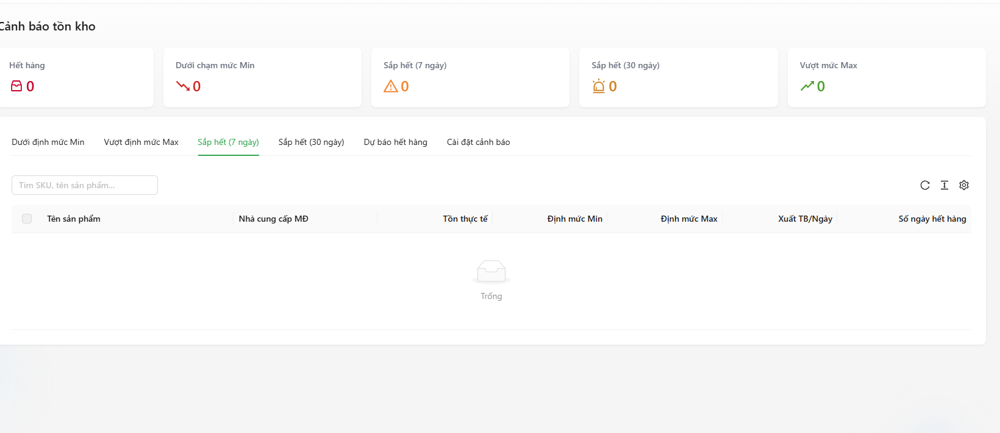 Cảnh báo tồn kho
Hết hàng
0
Dưới chạm mức Min
0
Sắp hết (7 ngày)
0
Sắp hết (30 ngày)
0
Vượt mức Max
0
Dưới định mức Min Vượt định mức Max Sắp hết (7 ngày) Sắp hết (30 ngày) Dự báo hết hàng Cài đặt cảnh báo
Tìm SKU, tên sản phẩm...
Tên sản phẩm Nhà cung cấp MĐ Tồn thực tế Định mức Min Định mức Max Xuất TB/Ngày Số ngày hết hàng
Trống